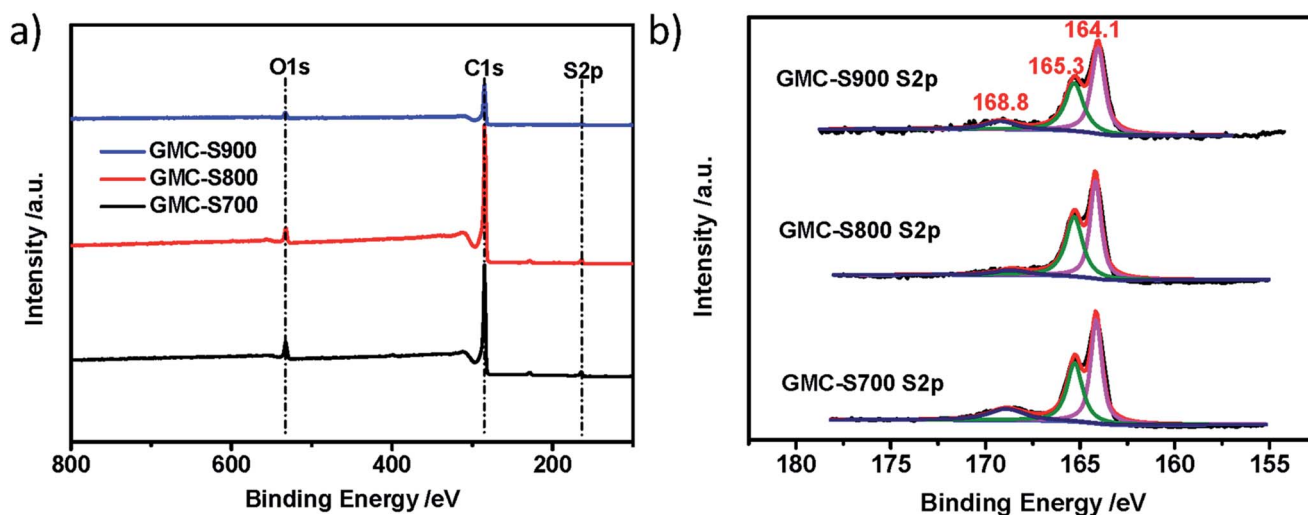 a)
O1s
C1s
S2p
GMC-S900
GMC-S800
GMC-S700
Intensity /a.u.
800
600
400
200
Binding Energy /eV
b)
164.1
165.3
GMC-S900 S2p
168.8
GMC-S800 S2p
GMC-S700 S2p
Intensity /a.u.
180
175
170
165
160
155
Binding Energy /eV